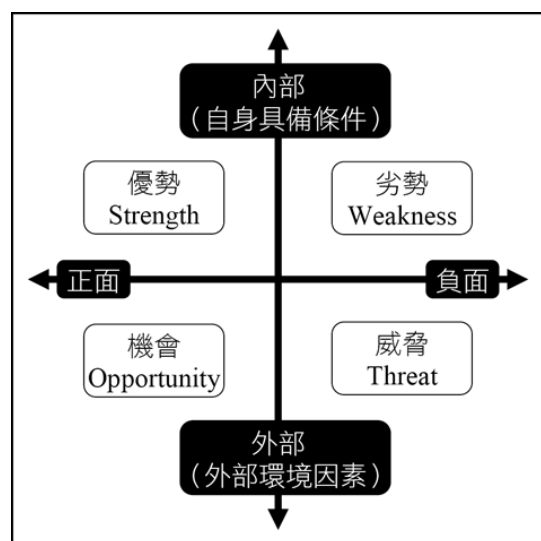 內部
（自身具備條件）
優勢
Strength
劣勢
Weakness
正面
負面
機會
Opportunity
威脅
Threat
外部
（外部環境因素）